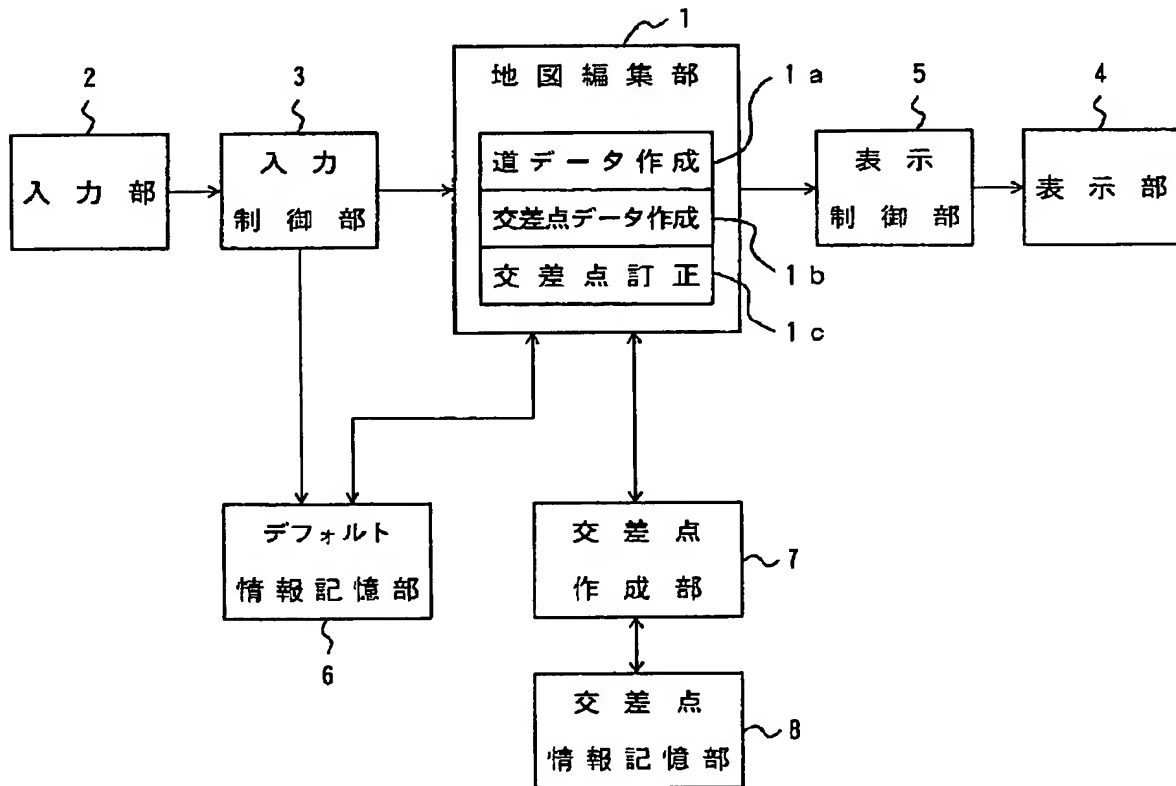 1
地図編集部
1a
2
3
5
4
道データ作成
入力部
入力
制御部
交差点データ作成
表示
制御部
表示部
交差点訂正
1b
1c
デフォルト
情報記憶部
6
交差点
作成部
7
交差点
情報記憶部
8